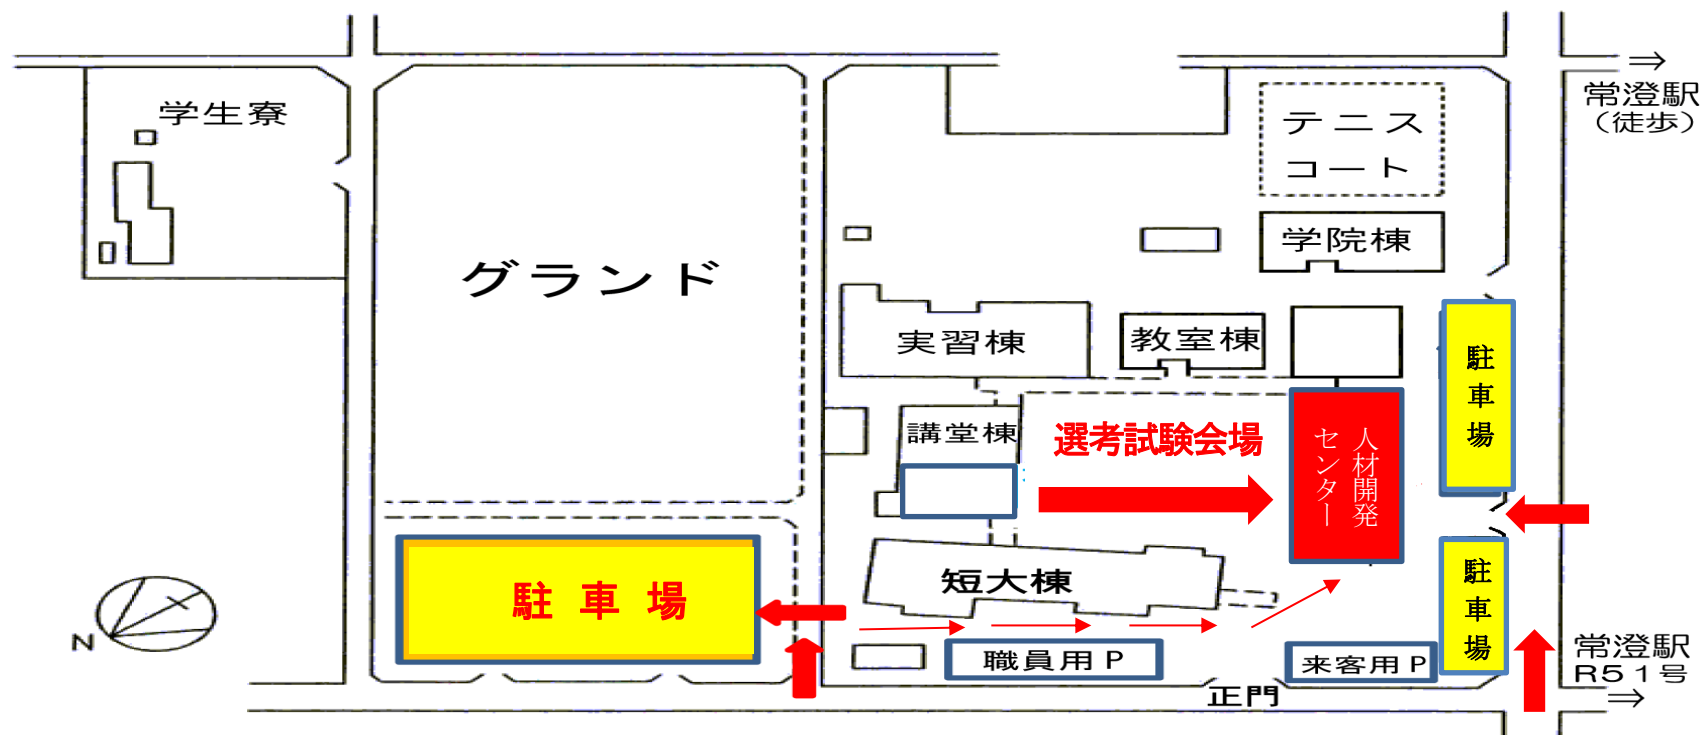 常澄駅
（徒歩）
学生寮
テニス
コート
学院棟
グランド
実習棟
教室棟
駐車場
講堂棟
選考試験会場
人材開発
センター
短大棟
駐車場
駐車場
N
職員用P
来客用P
常澄駅
R51号
正門